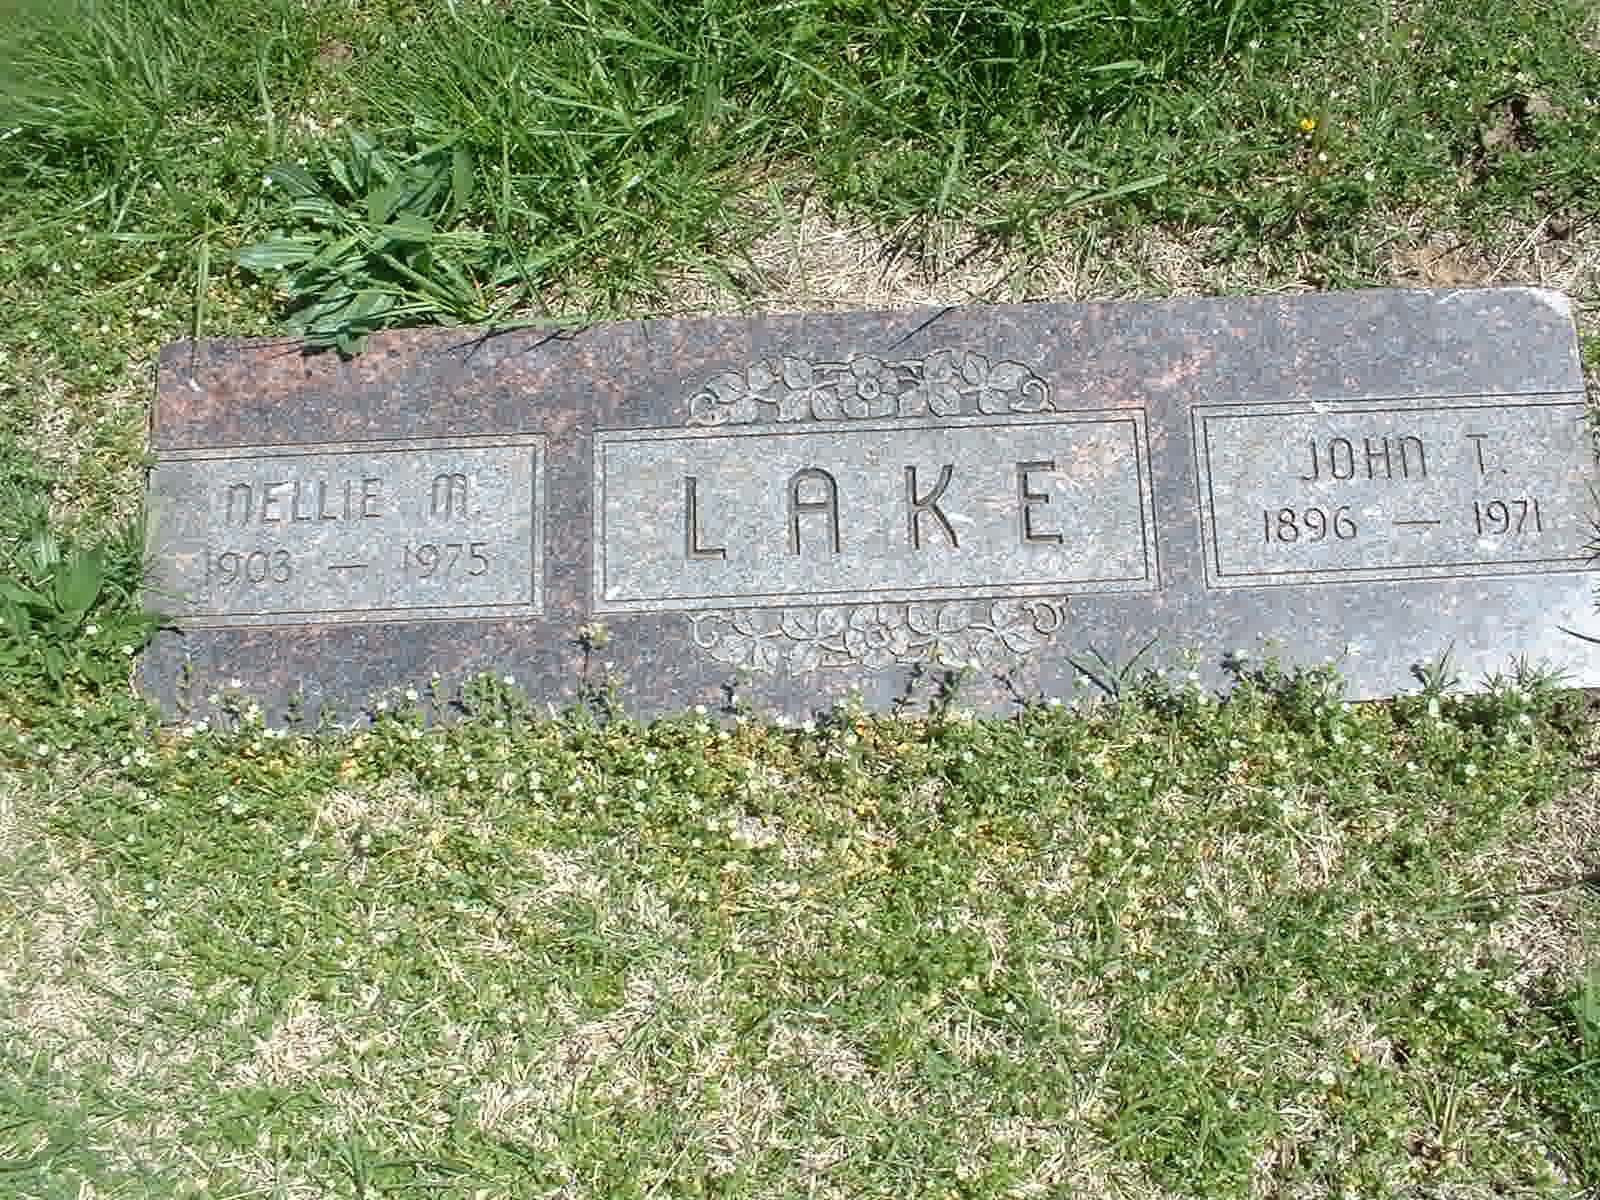 NELLIE M.
1903 — 1975
LAKE
JOHN T.
1896 — 1971